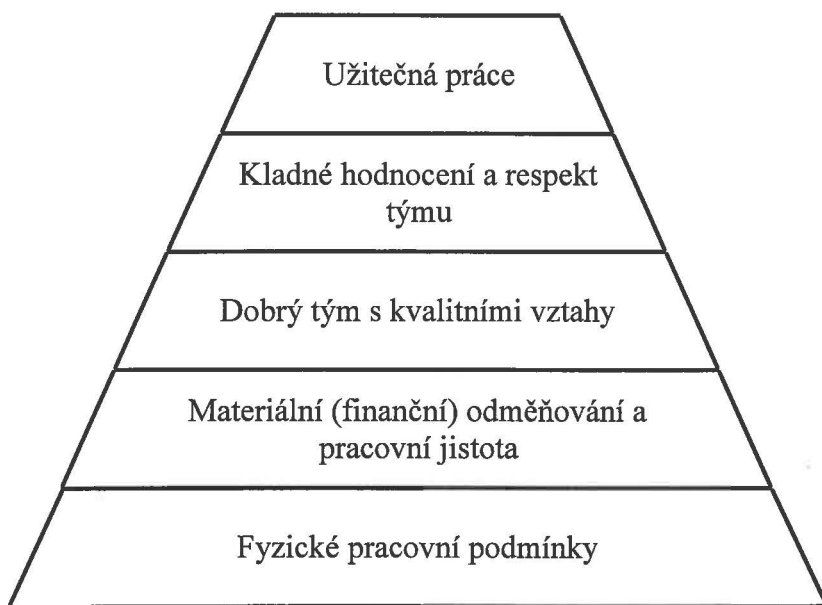 Užitečná práce
Kladné hodnocení a respekt
týmu
Dobrý tým s kvalitními vztahy
Materiální (finanční) odměňování a
pracovní jistota
Fyzické pracovní podmínky